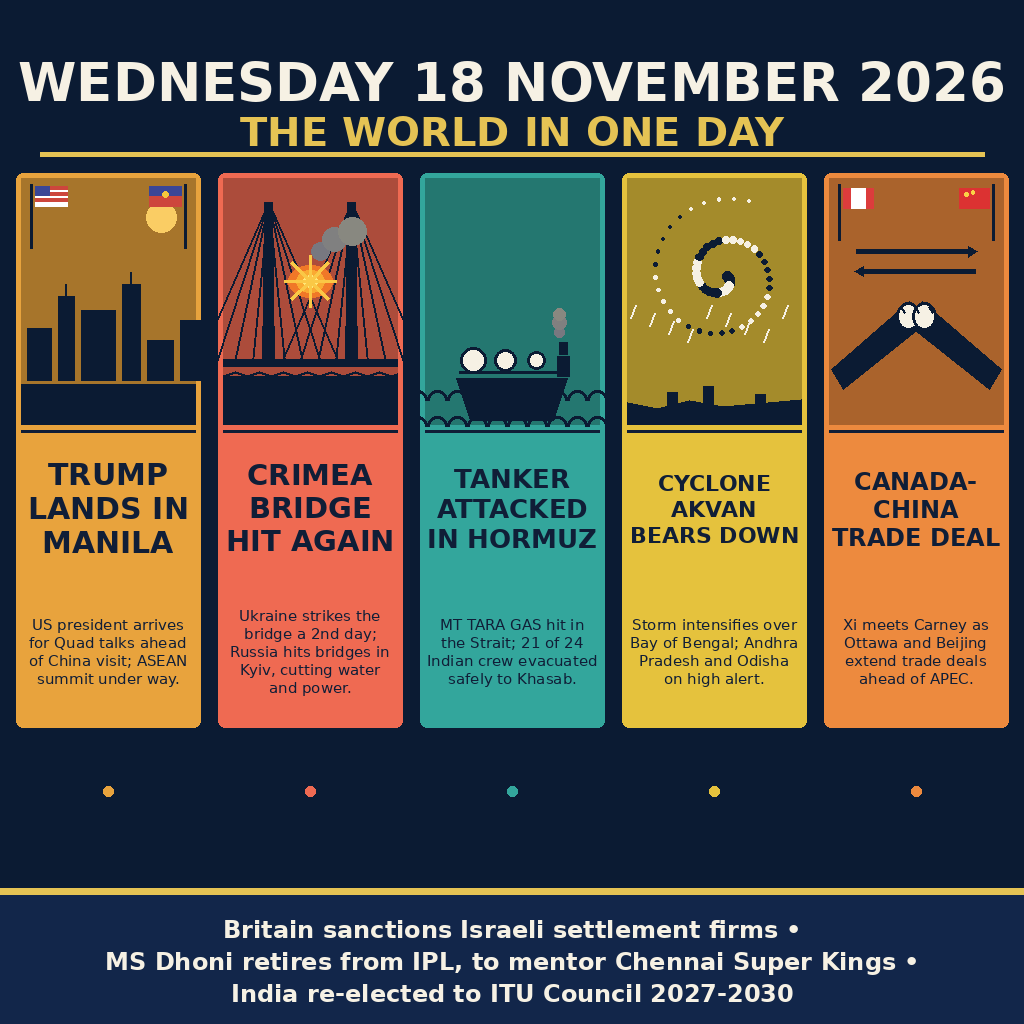 WEDNESDAY 18 NOVEMBER 2026
THE WORLD IN ONE DAY
TRUMP
LANDS IN
MANILA
US president arrives
for Quad talks ahead
of China visit; ASEAN
summit under way.
CRIMEA
BRIDGE
HIT AGAIN
Ukraine strikes the
bridge a 2nd day;
Russia hits bridges in
Kyiv, cutting water
and power.
TANKER
ATTACKED
IN HORMUZ
MT TARA GAS hit in
the Strait; 21 of 24
Indian crew evacuated
safely to Khasab.
CYCLONE
AKVAN
BEARS DOWN
Storm intensifies over
Bay of Bengal; Andhra
Pradesh and Odisha
on high alert.
CANADA-
CHINA
TRADE DEAL
Xi meets Carney as
Ottawa and Beijing
extend trade deals
ahead of APEC.
Britain sanctions Israeli settlement firms •
MS Dhoni retires from IPL, to mentor Chennai Super Kings •
India re-elected to ITU Council 2027-2030